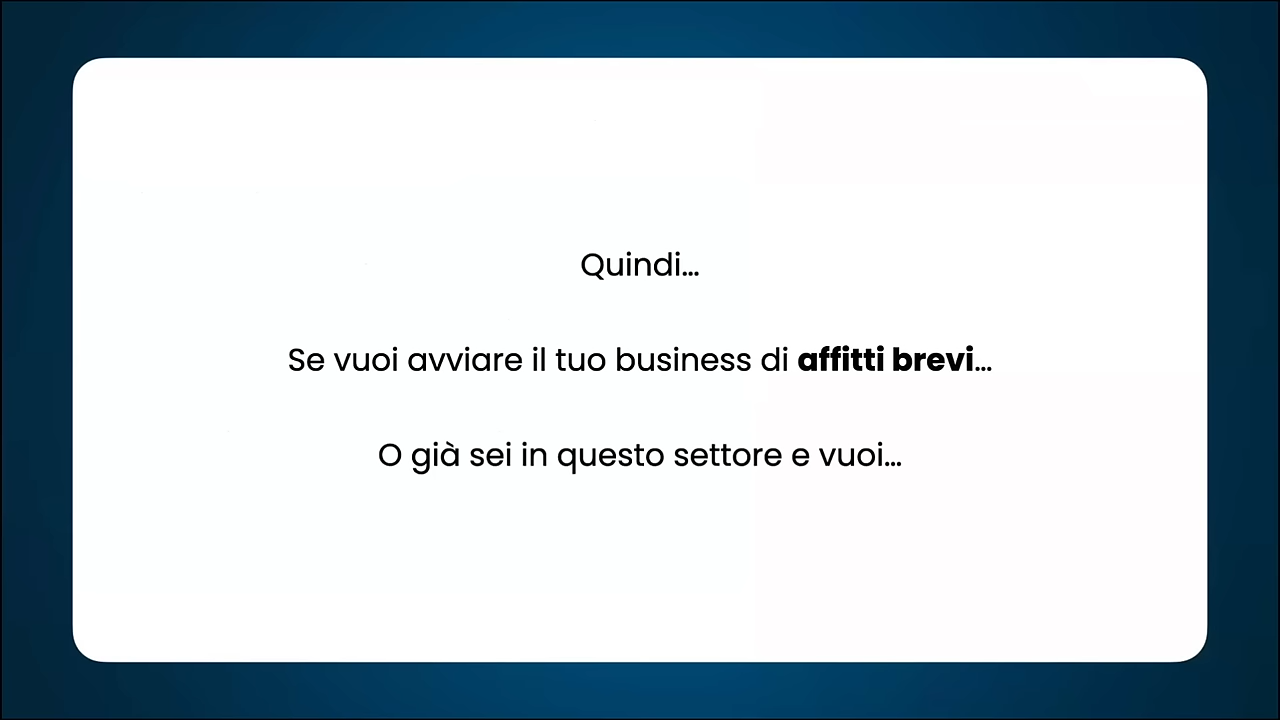 Quindi...
Se vuoi avviare il tuo business di affitti brevi...
O già sei in questo settore e vuoi...